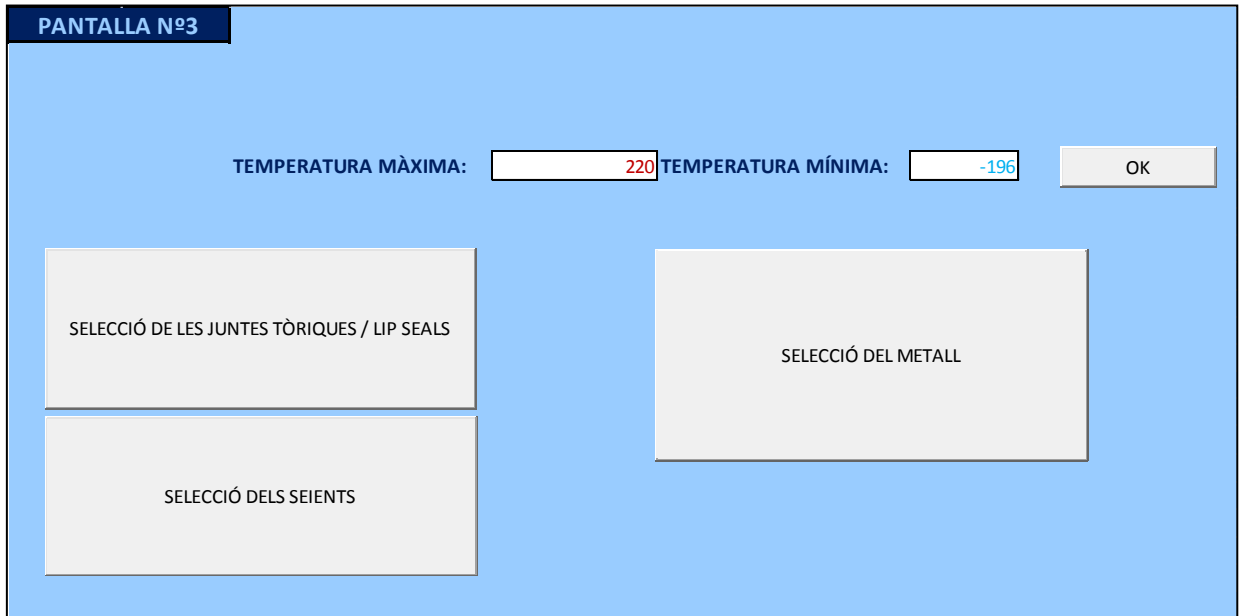 PANTALLA Nº3
TEMPERATURA MÀXIMA: 220 TEMPERATURA MÍNIMA: -196 OK
SELECCIÓ DE LES JUNTES TÒRIQUES / LIP SEALS
SELECCIÓ DEL METALL
SELECCIÓ DELS SEIENTS